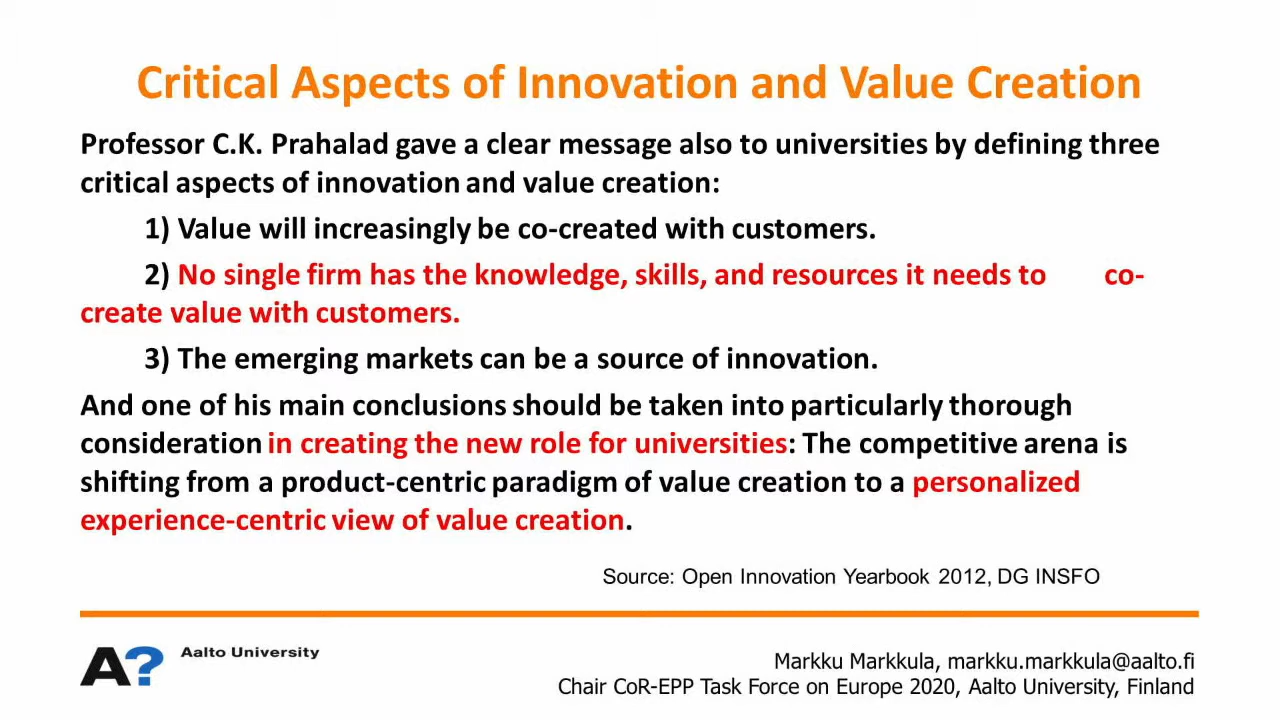 Critical Aspects of Innovation and Value Creation
Professor C.K. Prahalad gave a clear message also to universities by defining three
critical aspects of innovation and value creation:
1) Value will increasingly be co-created with customers.
2) No single firm has the knowledge, skills, and resources it needs to co-
create value with customers.
3) The emerging markets can be a source of innovation.
And one of his main conclusions should be taken into particularly thorough
consideration in creating the new role for universities: The competitive arena is
shifting from a product-centric paradigm of value creation to a personalized
experience-centric view of value creation.
Source: Open Innovation Yearbook 2012, DG INSFO
A?
Aalto University
Markku Markkula, markku.markkula@aalto.fi
Chair CoR-EPP Task Force on Europe 2020, Aalto University, Finland